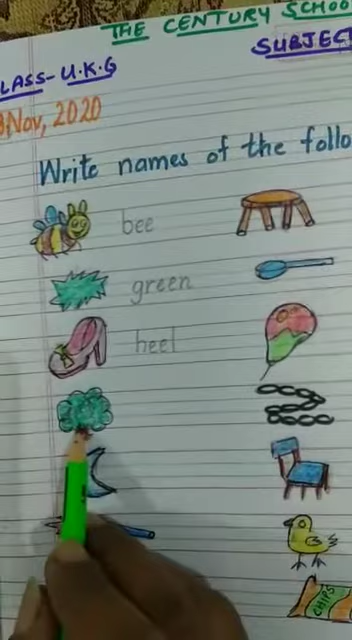 THE CENTURY SCHOO
SUBJECT
LASS-U.K.G
Nov, 2020
Write names of the follo
bee
green
heel
CHIPS